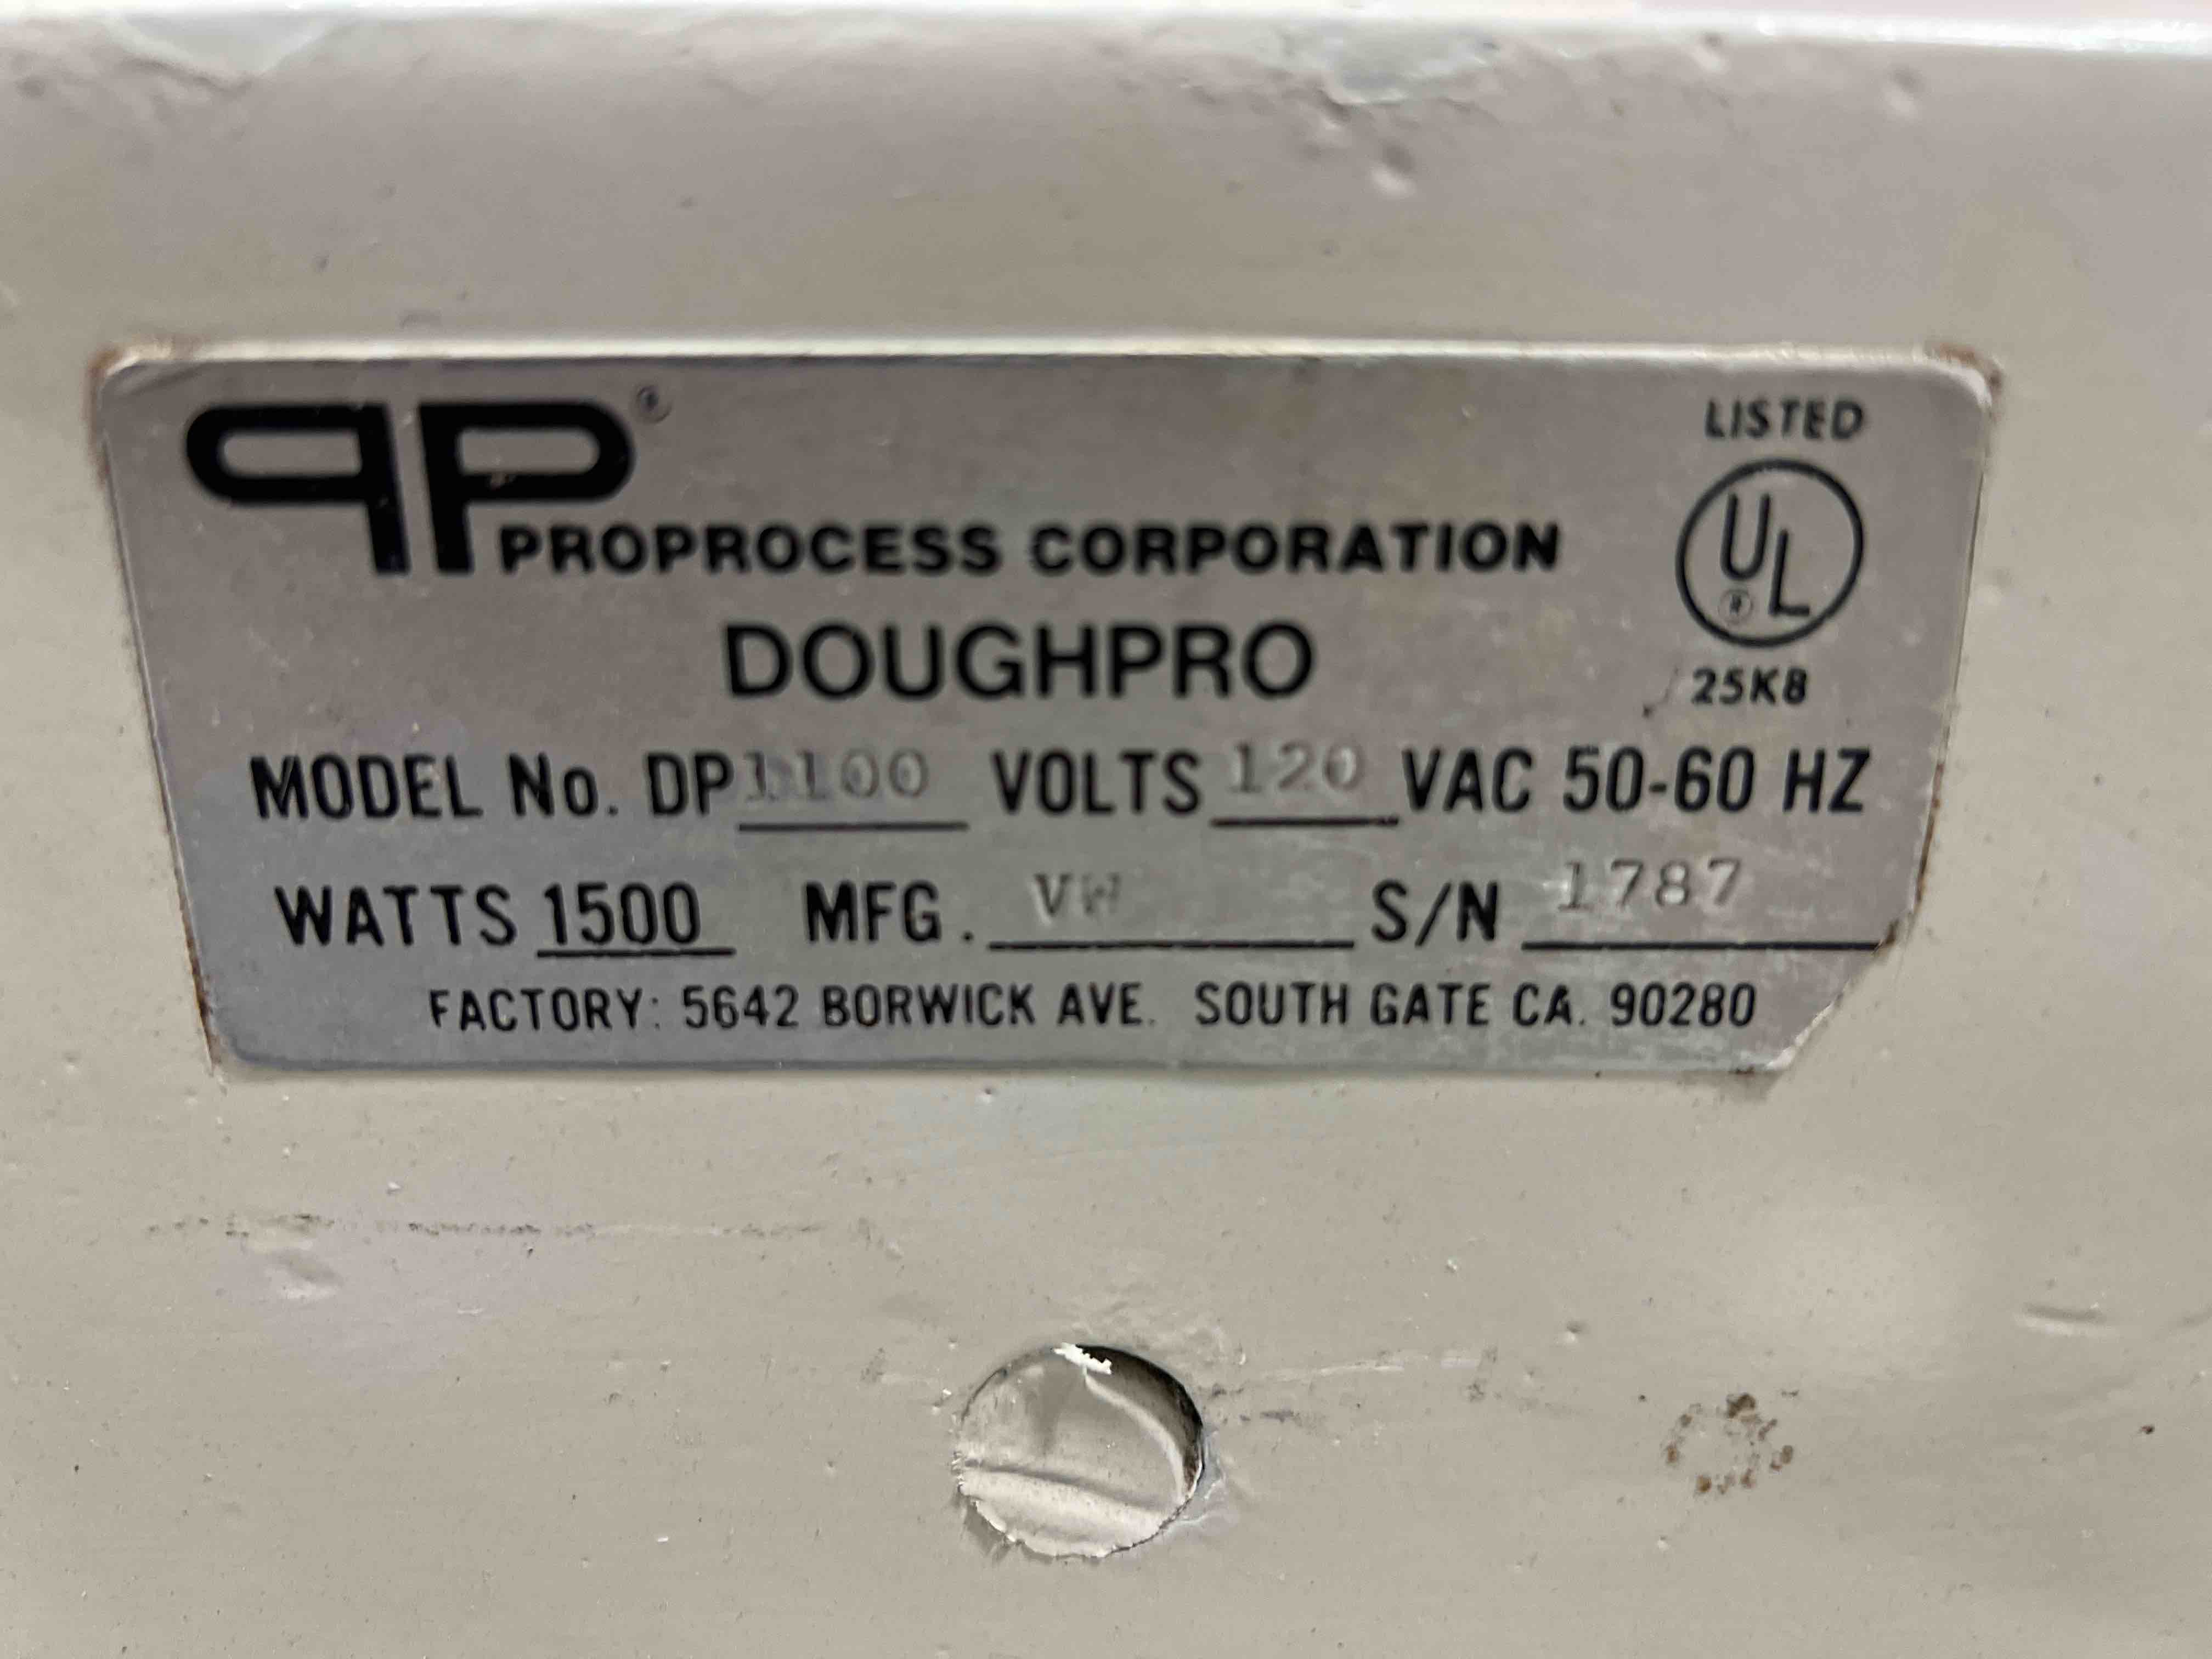 PP®
PROPROCESS CORPORATION
LISTED
UL®
25K8
DOUGHPRO
MODEL No. DP1100 VOLTS 120 VAC 50-60 HZ
WATTS 1500 MFG. VW S/N 1787
FACTORY: 5642 BORWICK AVE. SOUTH GATE CA. 90280